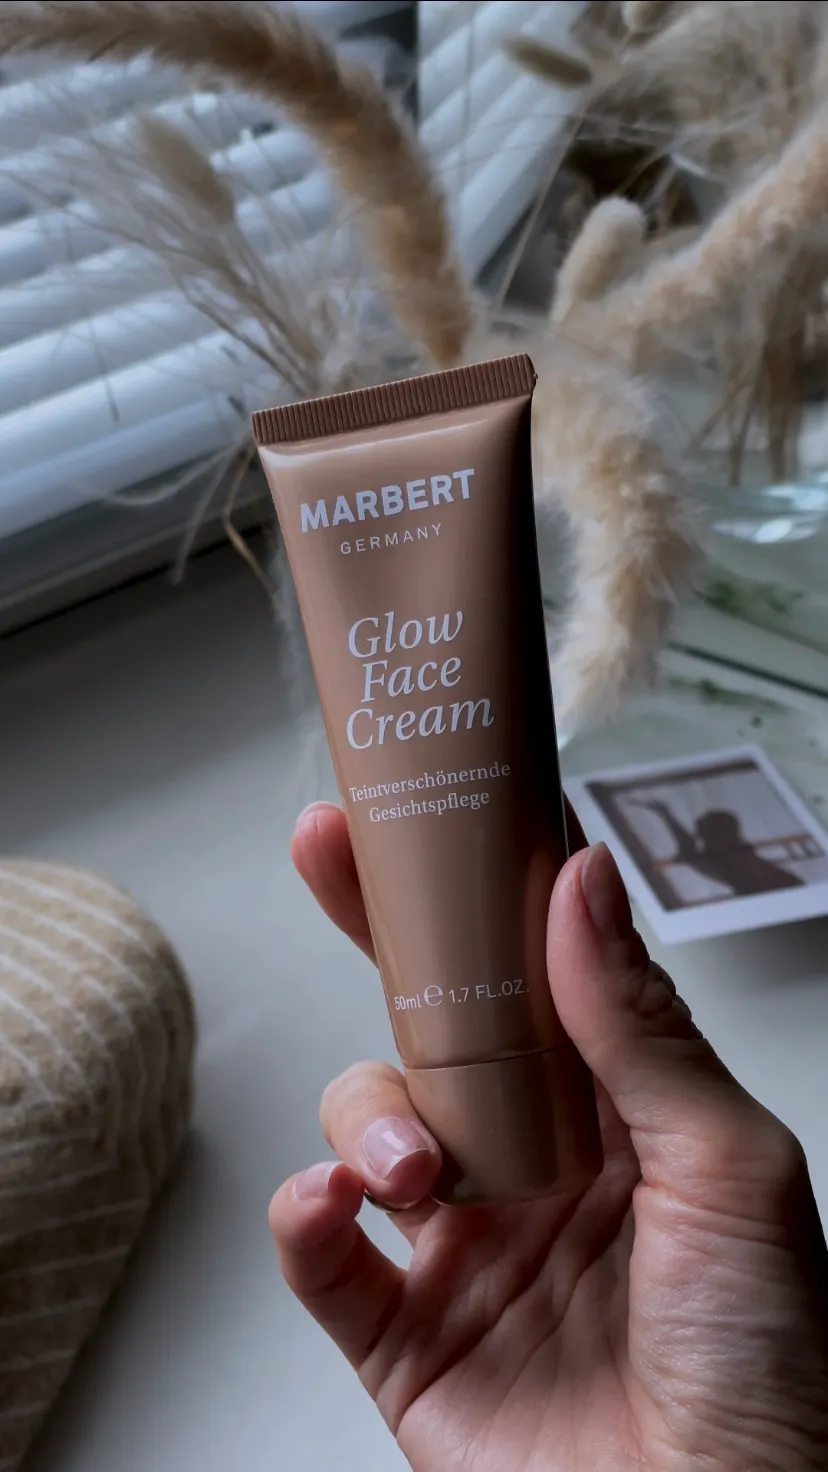 MARBERT
GERMANY
Glow
Face
Cream
Teintverschönernde
Gesichtspflege
50ml ℮ 1.7 FL.OZ.